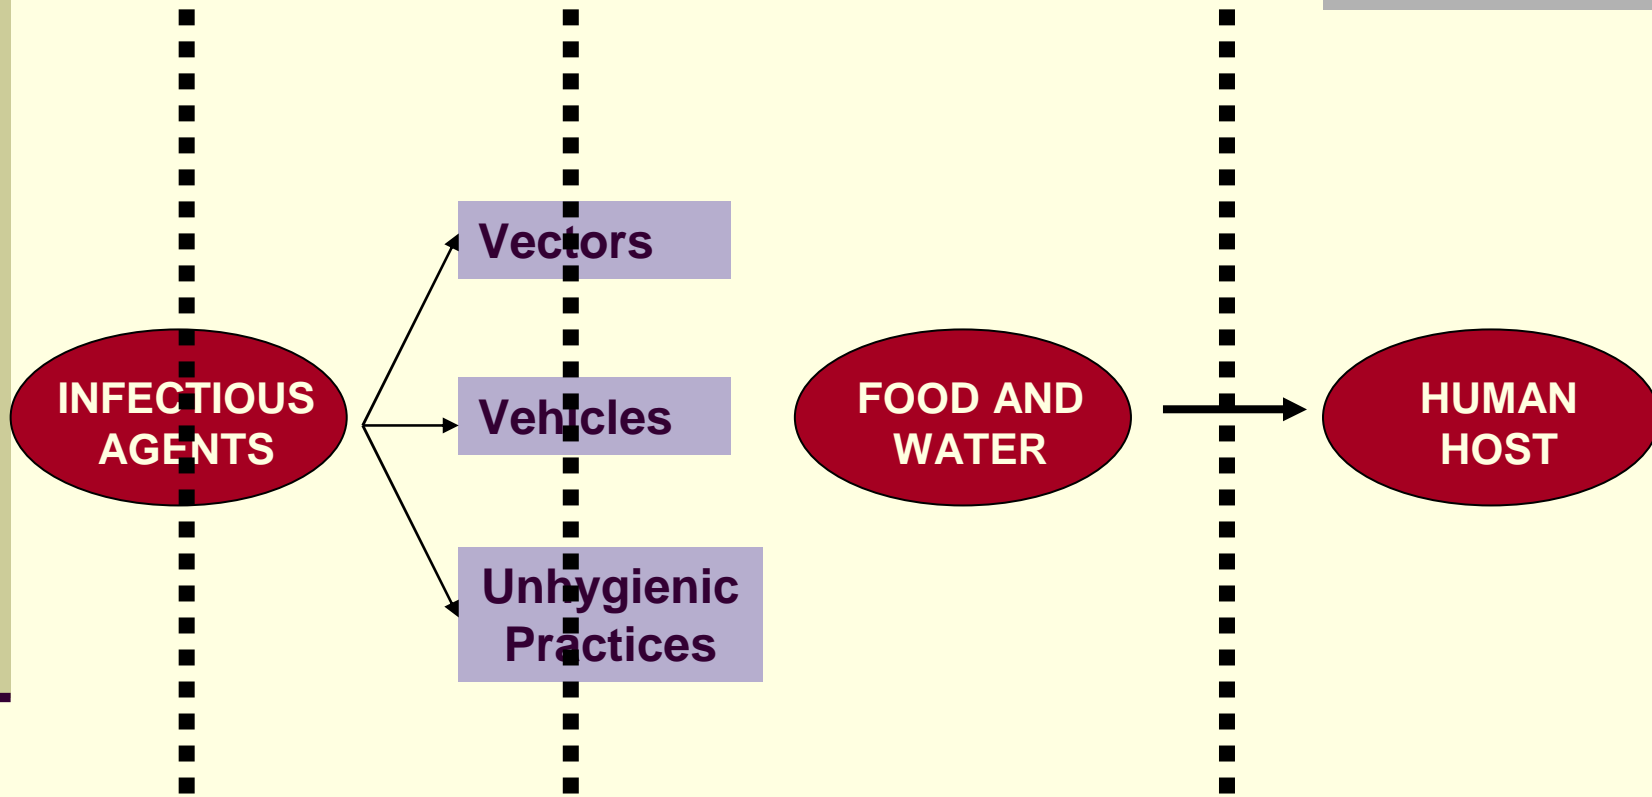 Vectors
INFECTIOUS
AGENTS
Vehicles
FOOD AND
WATER
HUMAN
HOST
Unhygienic
Practices